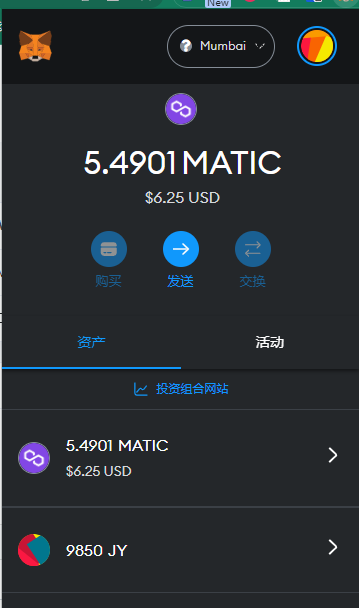 New
Mumbai
5.4901 MATIC
$6.25 USD
购买 发送 交换
资产 活动
投资组合网站
5.4901 MATIC
$6.25 USD
9850 JY